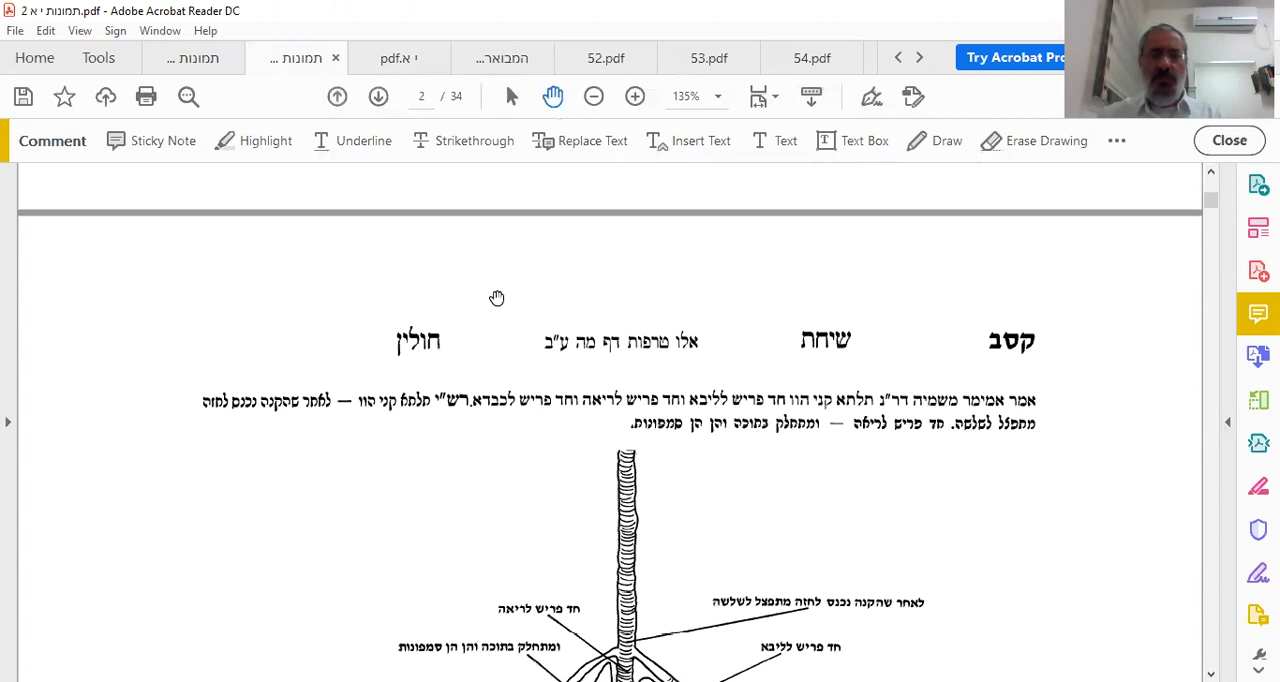 תמונות י א 2.pdf - Adobe Acrobat Reader DC
File Edit View Sign Window Help
Home Tools תמונות ... תמונות ... × י א.pdf המבואר... 52.pdf 53.pdf 54.pdf Try Acrobat Pro
2 / 34 135%
Comment Sticky Note Highlight Underline Strikethrough Replace Text Insert Text Text Text Box Draw Erase Drawing Close
קסב שיחת אלו טרפות דף מה ע"ב חולין
אמר אמימר משמיה דר"נ תלתא קני הוו חד פריש לליבא וחד פריש לריאה וחד פריש לכבדא. רש"י תלתא קני הוו — לאחר שהקנה נכנס לחזה
מתפצל לשלשה. חד פריש לריאה — ומתחלק בתוכה והן הן סמפונות.
לאחר שהקנה נכנס לחזה מתפצל לשלשה
חד פריש לריאה
חד פריש לליבא
ומתחלק בתוכה והן הן סמפונות